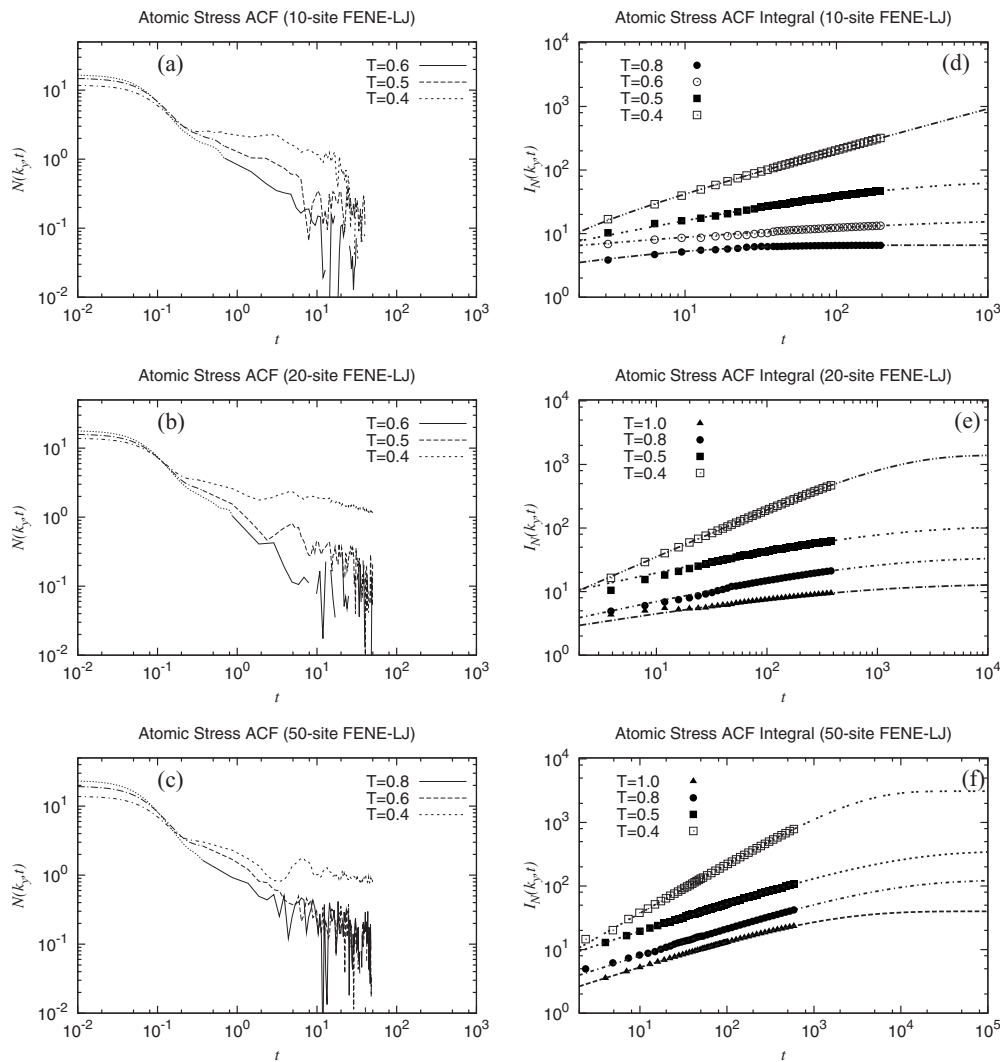 Atomic Stress ACF (10-site FENE-LJ)
(a)
T=0.6
T=0.5
T=0.4
N(k_y,t)
10^1
10^0
10^-1
10^-2
10^-2 10^-1 10^0 10^1 10^2 10^3
t
Atomic Stress ACF Integral (10-site FENE-LJ)
(d)
T=0.8
T=0.6
T=0.5
T=0.4
I_N(k_y,t)
10^4
10^3
10^2
10^1
10^0
10^1 10^2 10^3
t
Atomic Stress ACF (20-site FENE-LJ)
(b)
T=0.6
T=0.5
T=0.4
N(k_y,t)
10^1
10^0
10^-1
10^-2
10^-2 10^-1 10^0 10^1 10^2 10^3
t
Atomic Stress ACF Integral (20-site FENE-LJ)
(e)
T=1.0
T=0.8
T=0.5
T=0.4
I_N(k_y,t)
10^4
10^3
10^2
10^1
10^0
10^1 10^2 10^3 10^4
t
Atomic Stress ACF (50-site FENE-LJ)
(c)
T=0.8
T=0.6
T=0.4
N(k_y,t)
10^1
10^0
10^-1
10^-2
10^-2 10^-1 10^0 10^1 10^2 10^3
t
Atomic Stress ACF Integral (50-site FENE-LJ)
(f)
T=1.0
T=0.8
T=0.5
T=0.4
I_N(k_y,t)
10^4
10^3
10^2
10^1
10^0
10^1 10^2 10^3 10^4 10^5
t